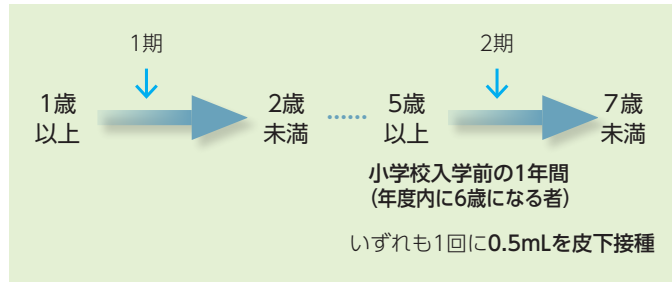 1期
2期
1歳
以上
2歳
未満
……
5歳
以上
7歳
未満
小学校入学前の1年間
(年度内に6歳になる者)
いずれも1回に0.5mLを皮下接種